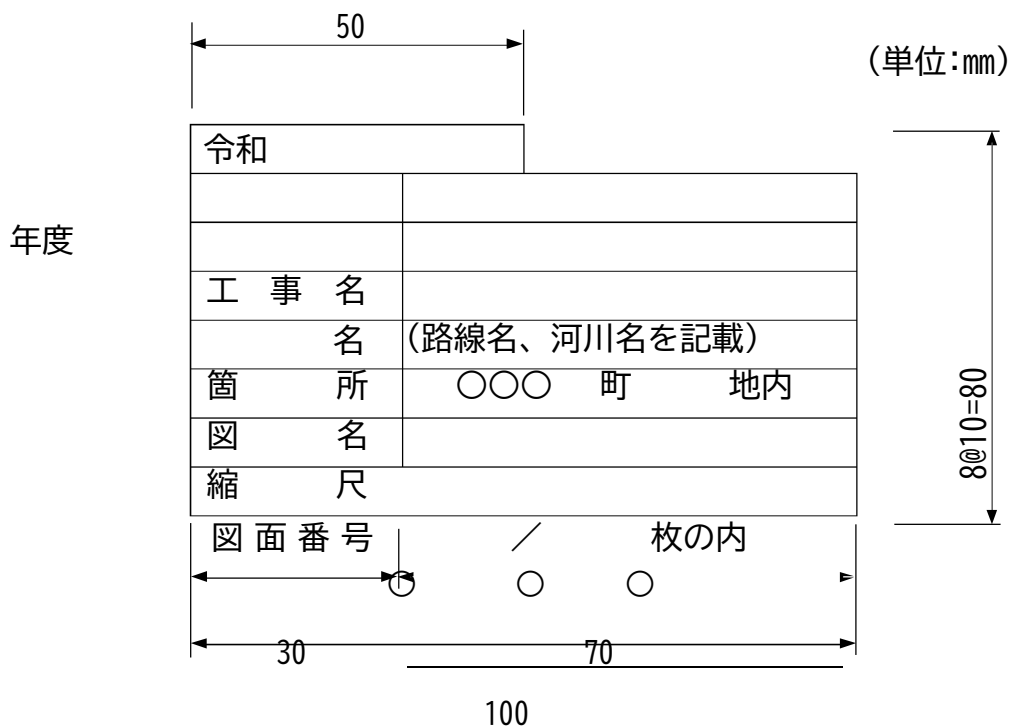 50
(単位:㎜)
令和
年度
工 事 名
名 (路線名、河川名を記載)
箇 所 ○○○ 町 地内
図 名
8@10=80
縮 尺
図 面 番 号 / 枚の内
○ ○ ○
30 70
100